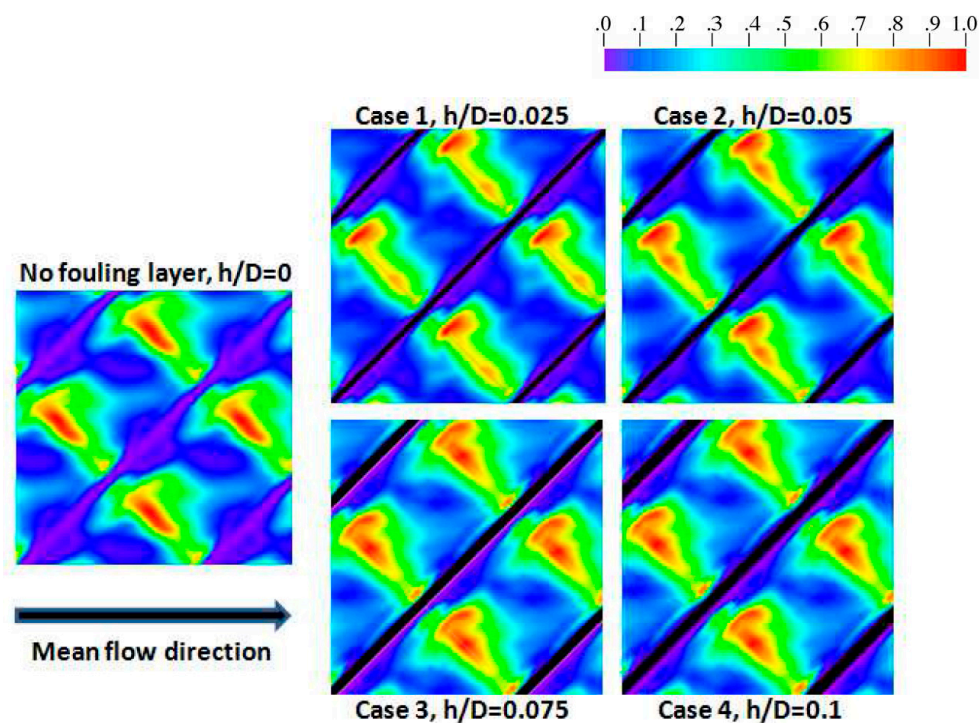 .0 .1 .2 .3 .4 .5 .6 .7 .8 .9 1.0
Case 1, h/D=0.025 Case 2, h/D=0.05
No fouling layer, h/D=0
Mean flow direction
Case 3, h/D=0.075 Case 4, h/D=0.1